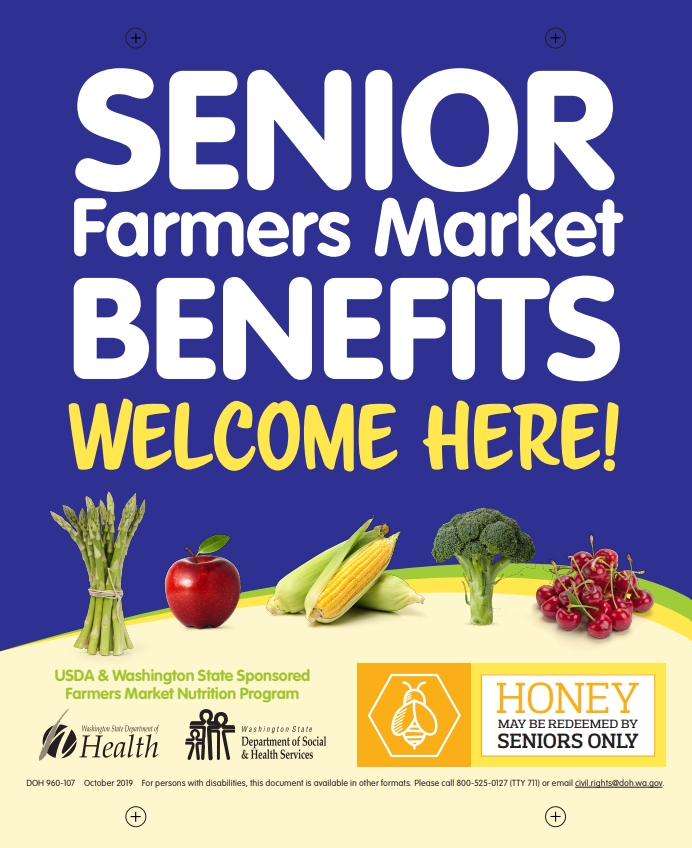 SENIOR
Farmers Market
BENEFITS
WELCOME HERE!
USDA & Washington State Sponsored
Farmers Market Nutrition Program
Washington State Department of
Health
Washington State
Department of Social
& Health Services
HONEY
MAY BE REDEEMED BY
SENIORS ONLY
DOH 960-107 October 2019 For persons with disabilities, this document is available in other formats. Please call 800-525-0127 (TTY 711) or email civil.rights@doh.wa.gov.